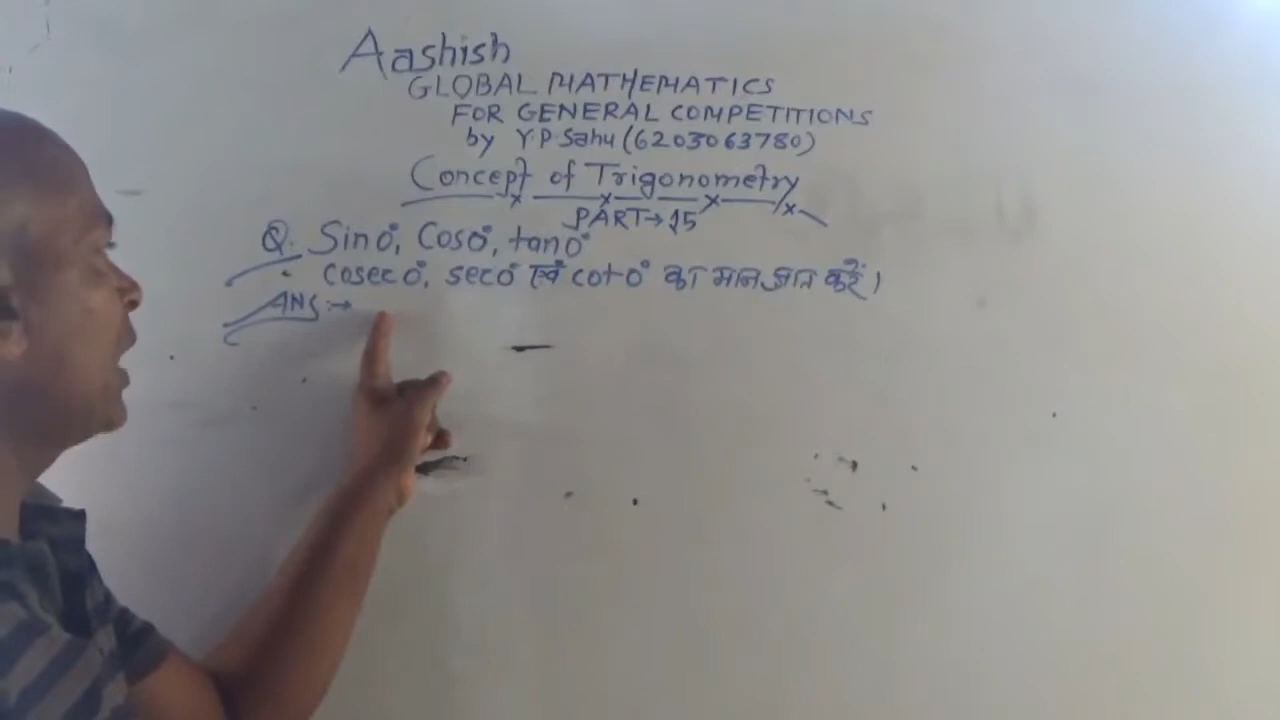 Aashish
GLOBAL MATHEMATICS
FOR GENERAL COMPETITIONS
by Y.P.Sahu (6203063780)
Concept of Trigonometry
PART→15
Q. Sin0°, Cos0°, tan0°
cosec0°, sec0° एवं cot0° का मान ज्ञात करें।
ANS:→